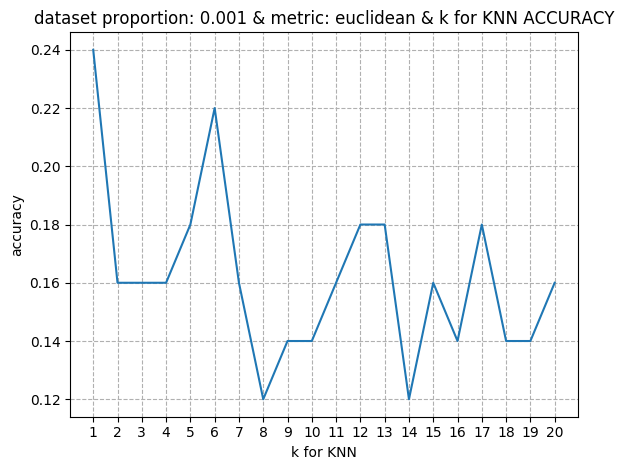 dataset proportion: 0.001 & metric: euclidean & k for KNN ACCURACY
0.24
0.22
0.20
0.18
0.16
0.14
0.12
accuracy
1 2 3 4 5 6 7 8 9 10 11 12 13 14 15 16 17 18 19 20
k for KNN